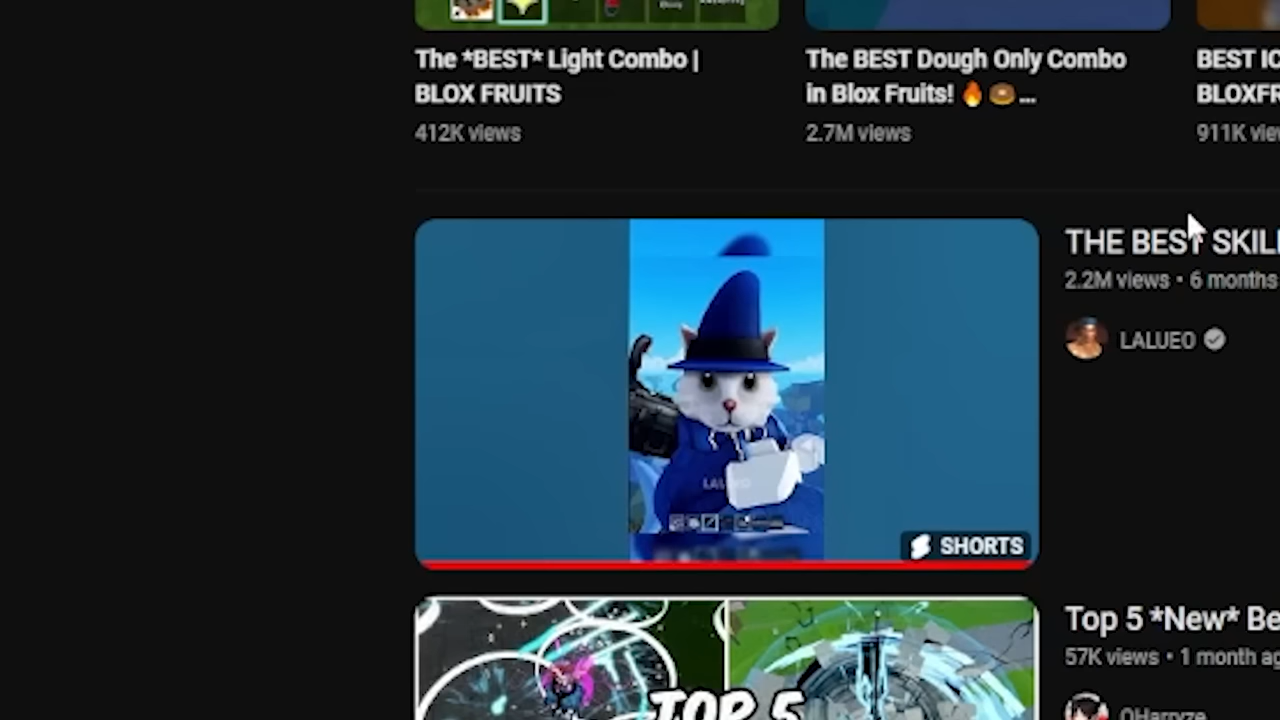 The *BEST* Light Combo |
BLOX FRUITS
412K views
The BEST Dough Only Combo
in Blox Fruits! 🔥 🍩 ...
2.7M views
BEST IC
BLOXFR
911K vie
THE BEST SKIL
2.2M views • 6 months
LALUEO
SHORTS
Top 5 *New* Be
57K views • 1 month ag
0Harryze
TOP 5